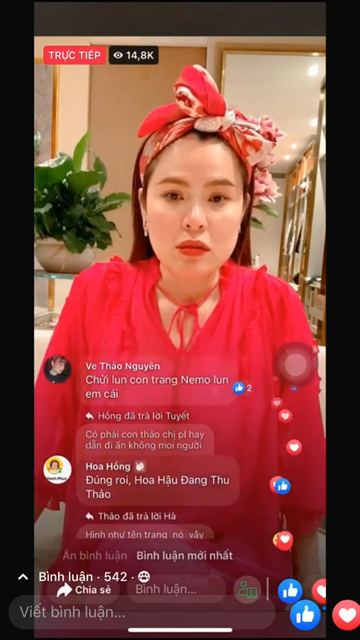 TRỰC TIẾP 14,8K
Ve Thảo Nguyên
Chửi lun con trang Nemo lun
em cái
2
Hồng đã trả lời Tuyết
Có phải con thảo chị pl hay
dẫn đi ăn không moi người
Hoa Hồng
Đúng roi, Hoa Hậu Đang Thu
Thảo
Thảo đã trả lời Hà
Hình như tên trang nó vậy
Ẩn bình luận Bình luận mới nhất
Bình luận · 542 ·
Chia sẻ Bình luận...
Viết bình luận...